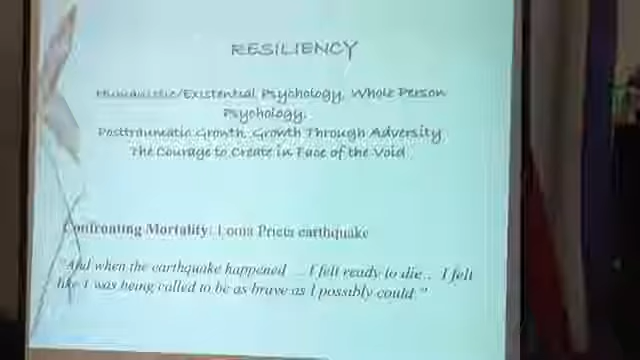 RESILIENCY
Humanistic/Existential Psychology, Whole Person
Psychology.
Posttraumatic Growth, Growth Through Adversity
The Courage to Create in Face of the Void
Confronting Mortality: Loma Prieta earthquake
"And when the earthquake happened ... I felt ready to die... I felt
like I was being called to be as brave as I possibly could."